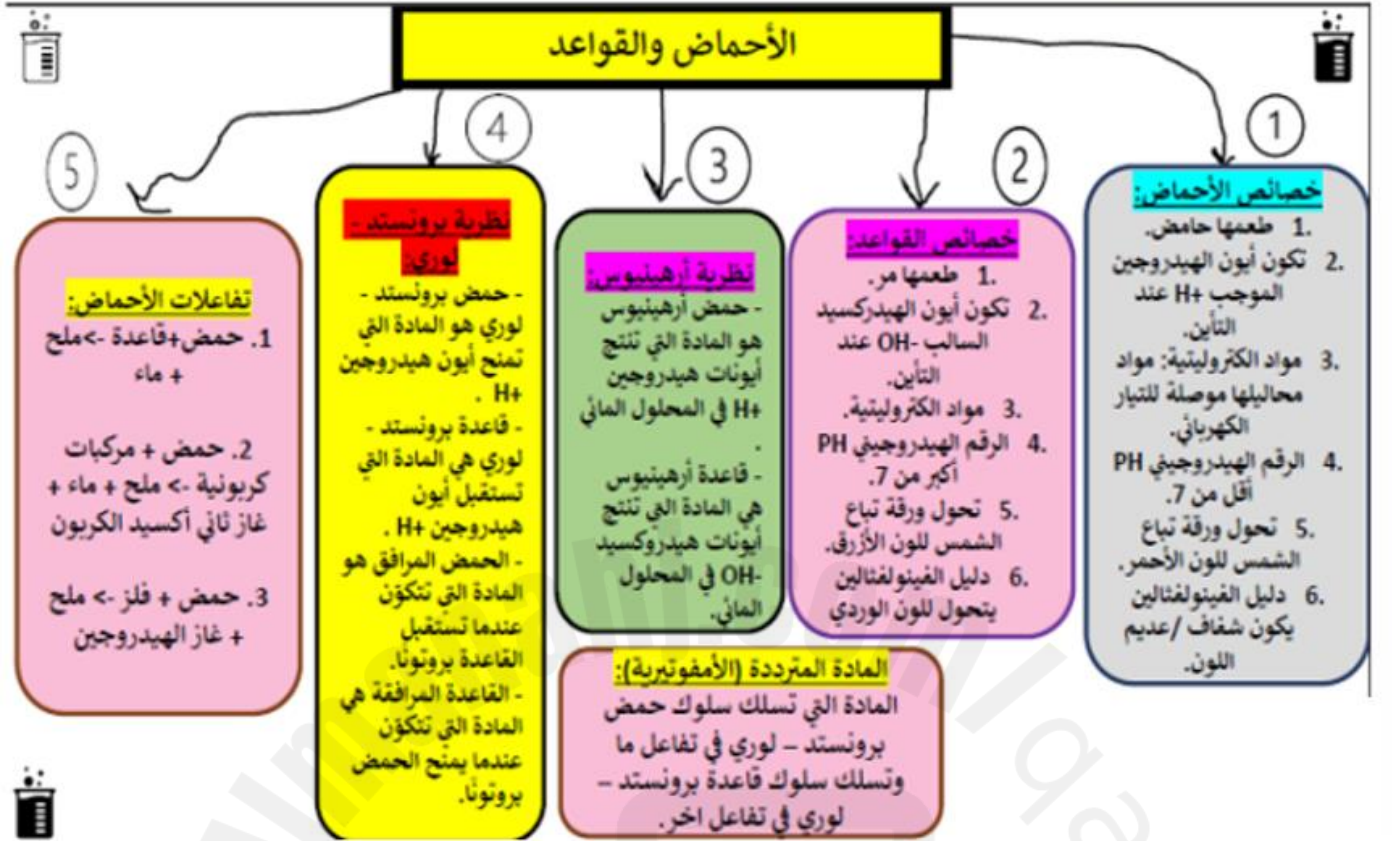 الأحماض والقواعد
1
خصائص الأحماض:
1. طعمها حامض.
2. تكون أيون الهيدروجين
الموجب H+ عند
التأين.
3. مواد الكتروليتية: مواد
محاليلها موصلة للتيار
الكهربائي.
4. الرقم الهيدروجيني PH
أقل من 7.
5. تحول ورقة تباع
الشمس للون الأحمر.
6. دليل الفينولفثالين
يكون شفاف /عديم
اللون.
2
خصائص القواعد:
1. طعمها مر.
2. تكون أيون الهيدركسيد
السالب OH- عند
التأين.
3. مواد الكتروليتية.
4. الرقم الهيدروجيني PH
أكبر من 7.
5. تحول ورقة تباع
الشمس للون الأزرق.
6. دليل الفينولفثالين
يتحول للون الوردي
3
نظرية أرهينيوس:
- حمض أرهينيوس
هو المادة التي تنتج
أيونات هيدروجين
H+ في المحلول المائي
.
- قاعدة أرهينيوس
هي المادة التي تنتج
أيونات هيدروكسيد
OH- في المحلول
المائي.
المادة المترددة (الأمفوتيرية):
المادة التي تسلك سلوك حمض
برونستد – لوري في تفاعل ما
وتسلك سلوك قاعدة برونستد –
لوري في تفاعل اخر.
4
نظرية برونستد –
لوري:
- حمض برونستد -
لوري هو المادة التي
تمنح أيون هيدروجين
H+ .
- قاعدة برونستد -
لوري هي المادة التي
تستقبل أيون
هيدروجين H+ .
- الحمض المرافق هو
المادة التي تتكوّن
عندما تستقبل
القاعدة بروتونًا.
- القاعدة المرافقة هي
المادة التي تتكوّن
عندما يمنح الحمض
بروتونًا.
5
تفاعلات الأحماض:
1. حمض+قاعدة -> ملح
+ ماء
2. حمض + مركبات
كربونية -> ملح + ماء +
غاز ثاني أكسيد الكربون
3. حمض + فلز -> ملح
+ غاز الهيدروجين